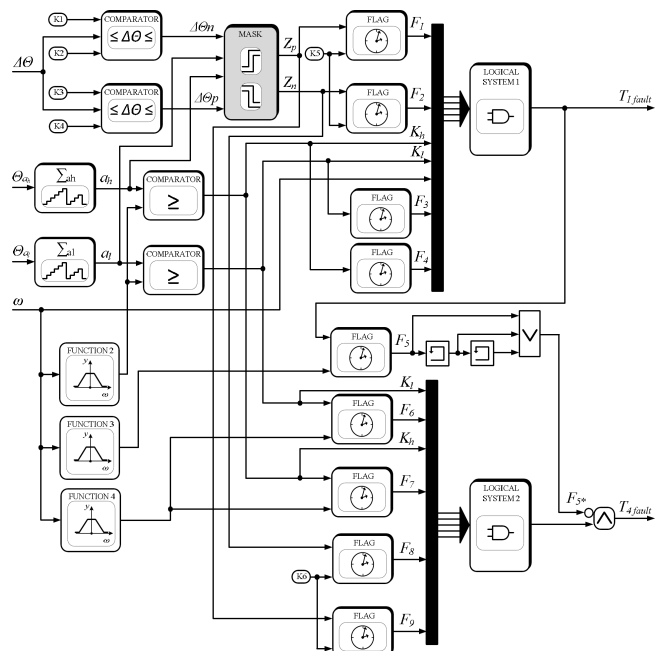 K1
COMPARATOR
≤ ΔΘ ≤
K2
ΔΘ
K3
COMPARATOR
≤ ΔΘ ≤
K4
ΔΘn
ΔΘp
MASK
Zp
Zn
K5
FLAG
F1
FLAG
F2
Kh
Kl
FLAG
F3
FLAG
F4
LOGICAL
SYSTEM 1
T1 fault
Θah
∑ah
ah
COMPARATOR
≥
Θal
∑al
al
COMPARATOR
≥
ω
FUNCTION 2
y
ω
FUNCTION 3
y
ω
FUNCTION 4
y
ω
FLAG
F5
V
Kl
FLAG
F6
Kh
FLAG
F7
FLAG
F8
K6
FLAG
F9
LOGICAL
SYSTEM 2
F5*
T4 fault